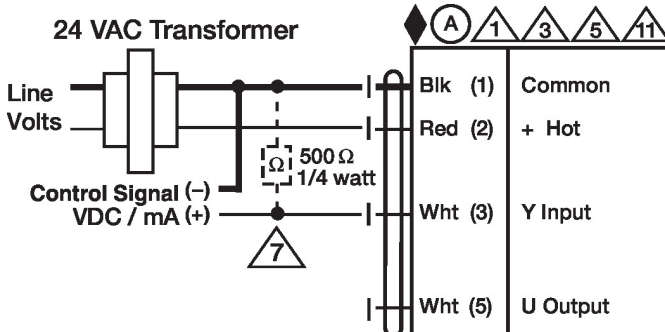 24 VAC Transformer
A 1 3 5 11
Line
Volts
Blk (1) Common
Red (2) + Hot
Ω 500 Ω
1/4 watt
Control Signal (–)
VDC / mA (+)
Wht (3) Y Input
7
Wht (5) U Output